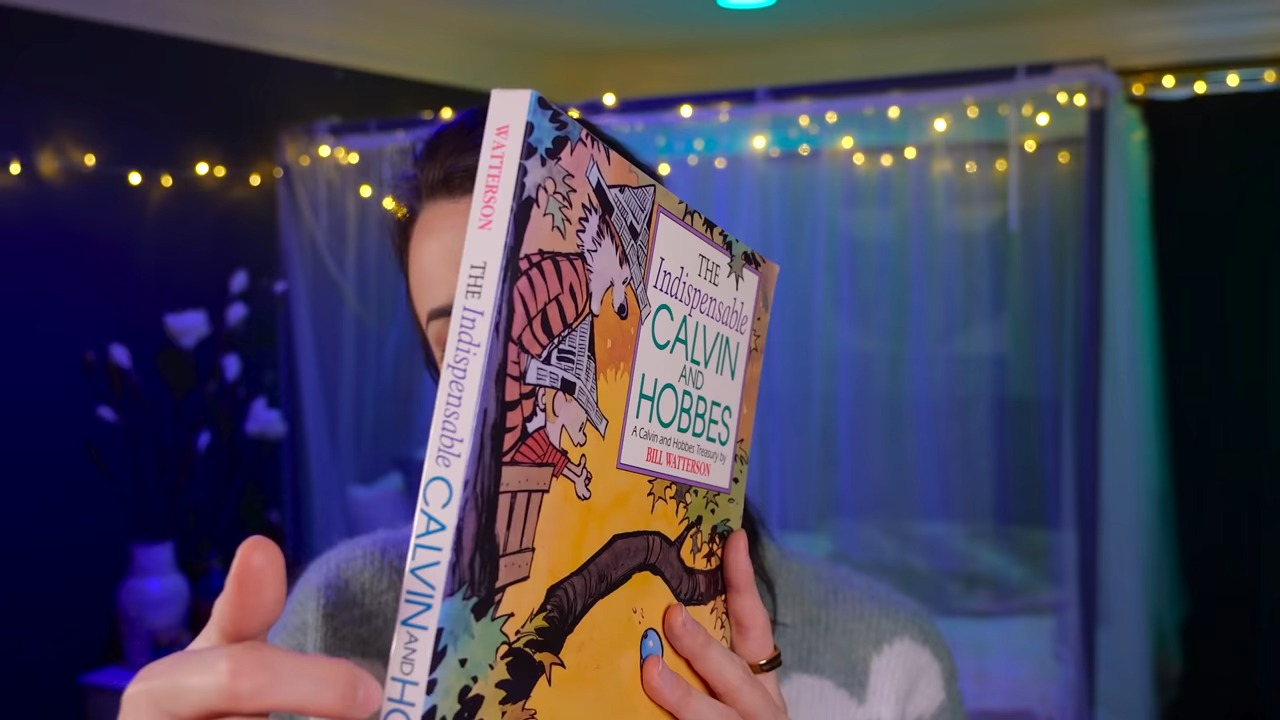 WATTERSON
THE Indispensable CALVIN AND HO
THE
Indispensable
CALVIN
AND
HOBBES
A Calvin and Hobbes Treasury by
BILL WATTERSON